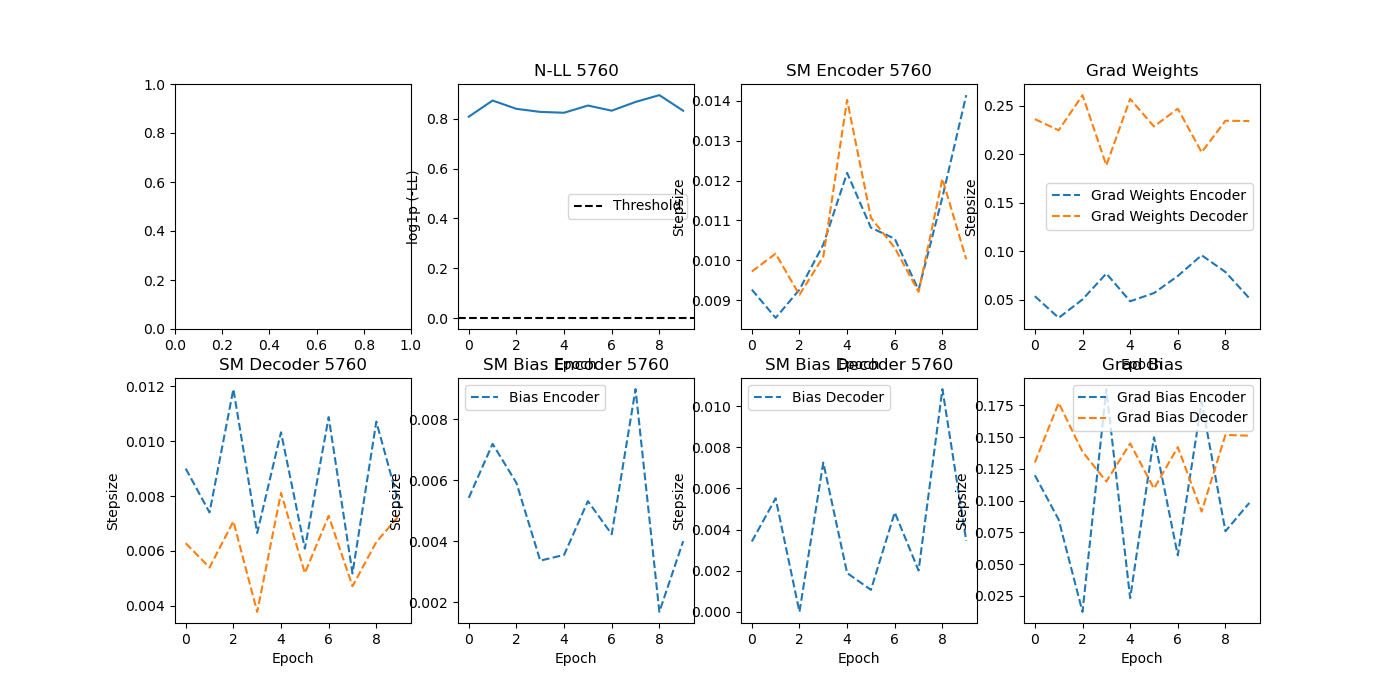 N-LL 5760
SM Encoder 5760
Grad Weights
1.0
0.8
0.6
0.4
0.2
0.0
0.0 0.2 0.4 0.6 0.8 1.0
log1p (-LL)
0.8
0.6
0.4
0.2
0.0
Threshold
0 2 4 6 8
Epoch
Stepsize
0.014
0.013
0.012
0.011
0.010
0.009
0 2 4 6 8
Epoch
Stepsize
0.25
0.20
0.15
0.10
0.05
Grad Weights Encoder
Grad Weights Decoder
0 2 4 6 8
Epoch
SM Decoder 5760
SM Bias Encoder 5760
SM Bias Decoder 5760
Grad Bias
Stepsize
0.012
0.010
0.008
0.006
0.004
0 2 4 6 8
Epoch
Stepsize
0.008
0.006
0.004
0.002
Bias Encoder
0 2 4 6 8
Epoch
Stepsize
0.010
0.008
0.006
0.004
0.002
0.000
Bias Decoder
0 2 4 6 8
Epoch
Stepsize
0.175
0.150
0.125
0.100
0.075
0.050
0.025
Grad Bias Encoder
Grad Bias Decoder
0 2 4 6 8
Epoch